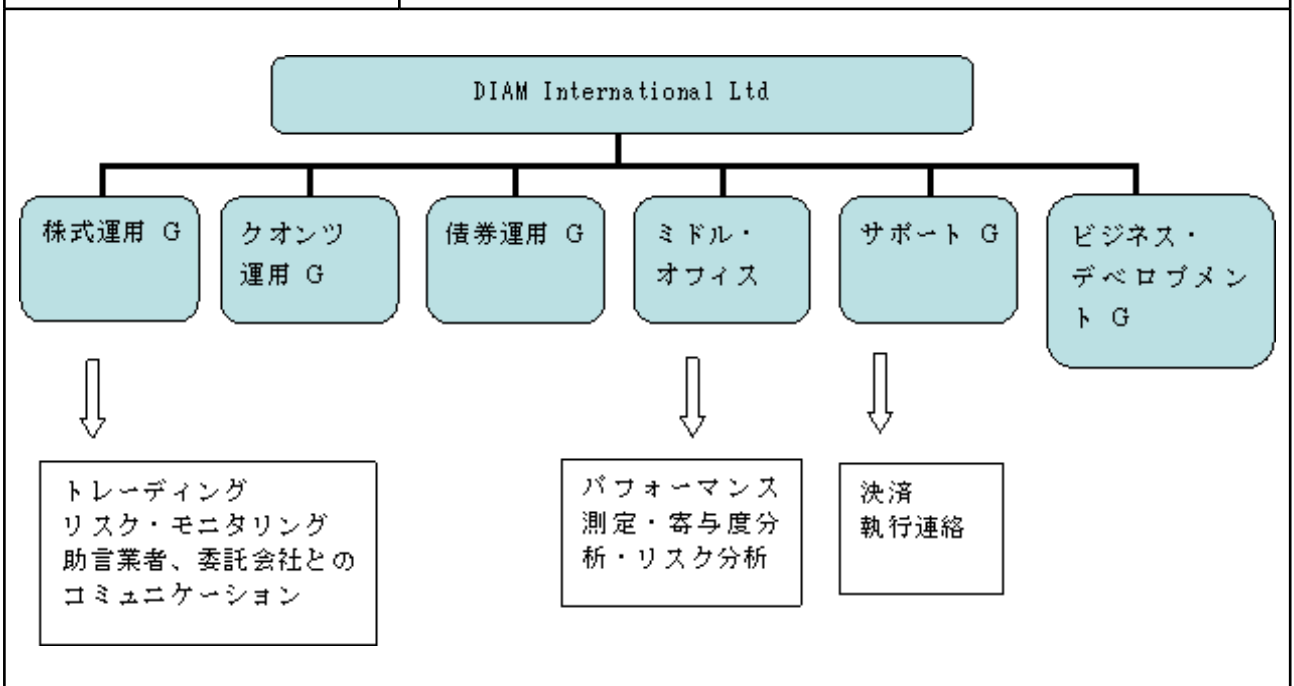 DIAM International Ltd
株式運用 G
クオンツ
運用 G
債券運用 G
ミドル・
オフィス
サポート G
ビジネス・
デベロプメン
ト G
トレーディング
リスク・モニタリング
助言業者、委託会社との
コミュニケーション
パフォーマンス
測定・寄与度分
析・リスク分析
決済
執行連絡